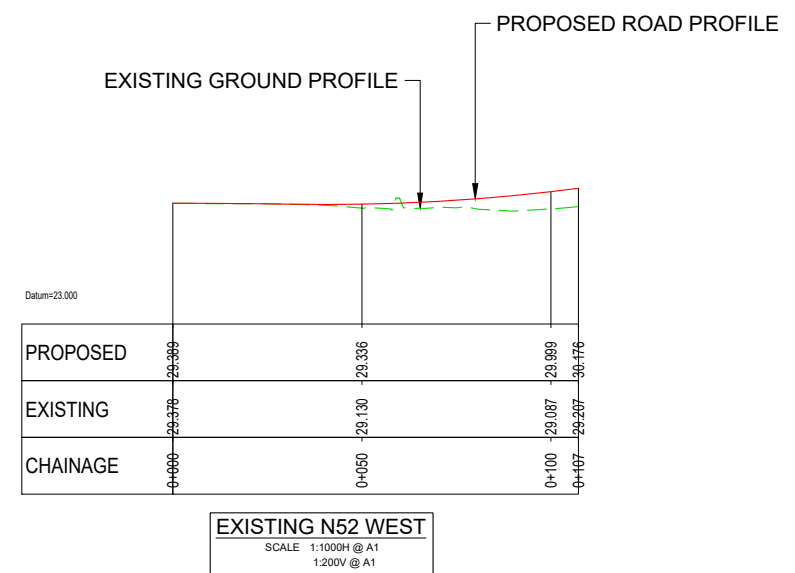 PROPOSED ROAD PROFILE
EXISTING GROUND PROFILE
Datum=23.000
PROPOSED 29.389 29.336 29.999 30.176
EXISTING 29.378 29.130 29.087 29.207
CHAINAGE 0+000 0+050 0+100 0+107
EXISTING N52 WEST
SCALE 1:1000H @ A1
1:200V @ A1